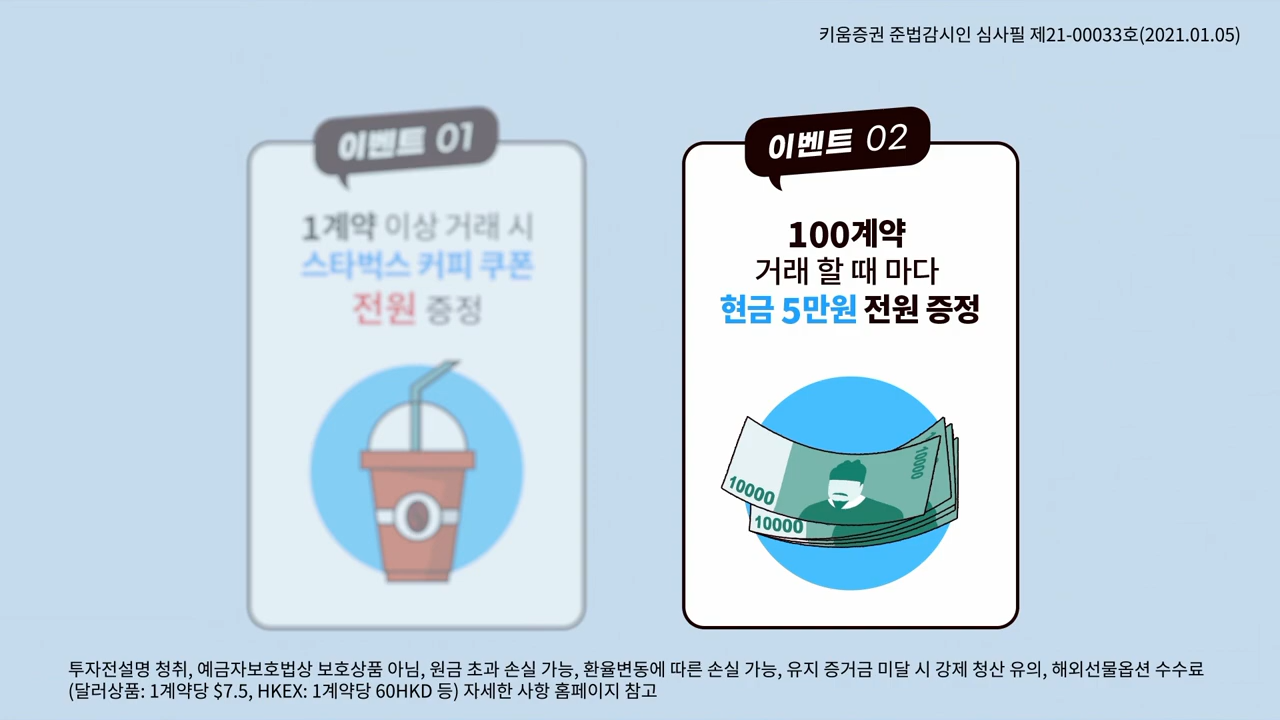 키움증권 준법감시인 심사필 제21-00033호(2021.01.05)
이벤트 01
1계약 이상 거래 시
스타벅스 커피 쿠폰
전원 증정
이벤트 02
100계약
거래 할 때 마다
현금 5만원 전원 증정
10000
10000
10000
투자전설명 청취, 예금자보호법상 보호상품 아님, 원금 초과 손실 가능, 환율변동에 따른 손실 가능, 유지 증거금 미달 시 강제 청산 유의, 해외선물옵션 수수료
(달러상품: 1계약당 $7.5, HKEX: 1계약당 60HKD 등) 자세한 사항 홈페이지 참고